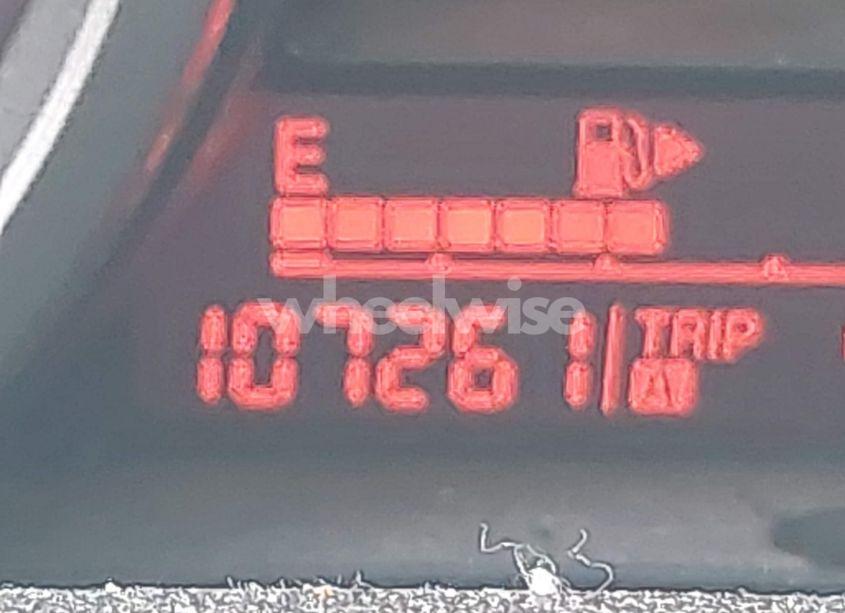 E
wheelwise
107261
TRIP
A